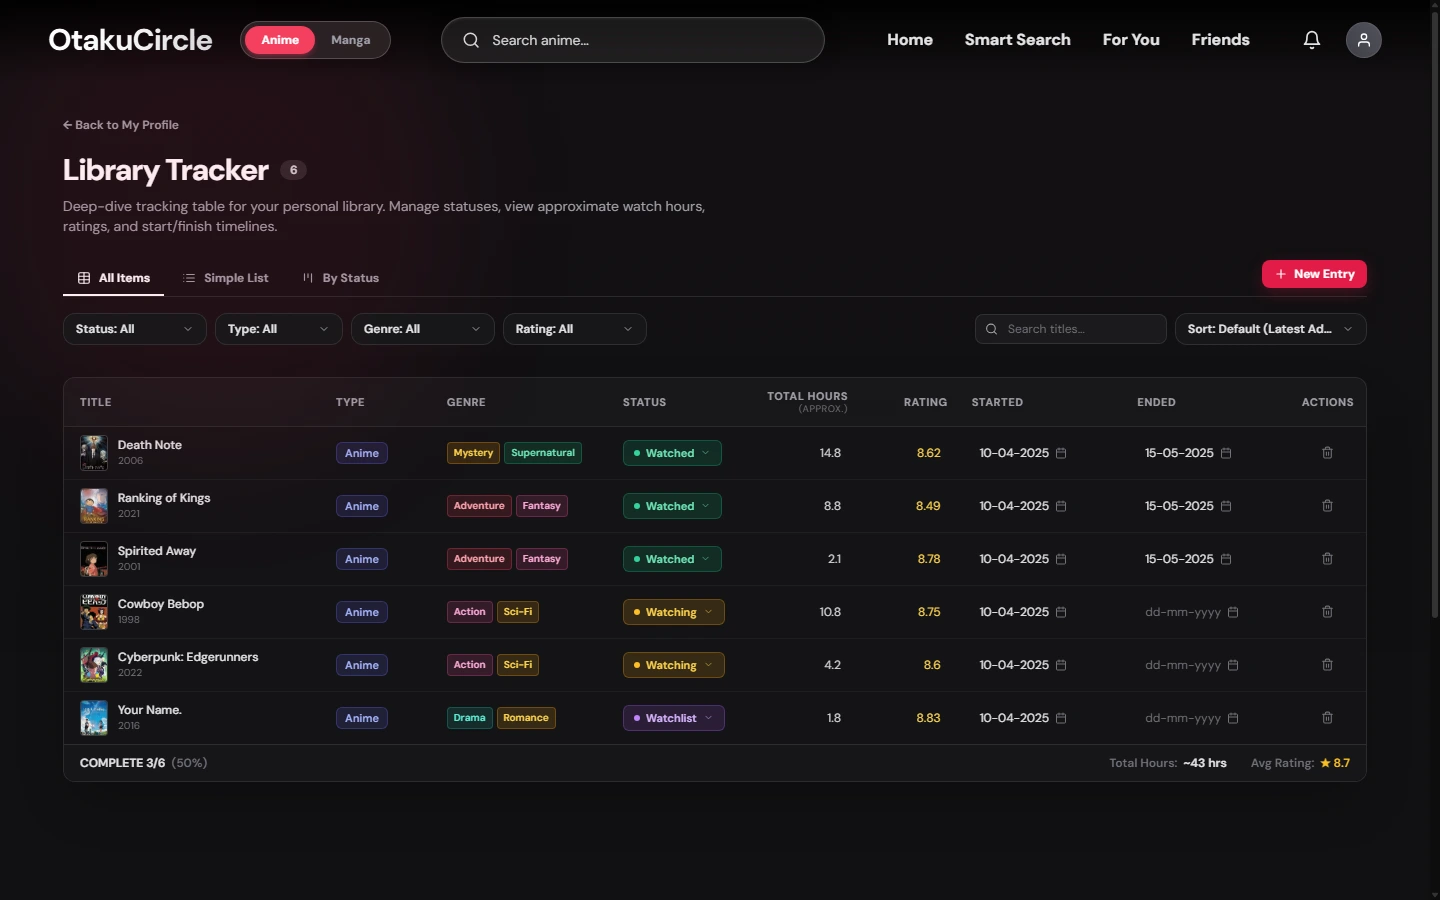 OtakuCircle
Anime
Manga
Search anime...
Home
Smart Search
For You
Friends
← Back to My Profile
Library Tracker 6
Deep-dive tracking table for your personal library. Manage statuses, view approximate watch hours,
ratings, and start/finish timelines.
All Items
Simple List
By Status
+ New Entry
Status: All
Type: All
Genre: All
Rating: All
Search titles...
Sort: Default (Latest Ad...
TITLE TYPE GENRE STATUS TOTAL HOURS (APPROX.) RATING STARTED ENDED ACTIONS
Death Note 2006 Anime Mystery Supernatural Watched 14.8 8.62 10-04-2025 15-05-2025
Ranking of Kings 2021 Anime Adventure Fantasy Watched 8.8 8.49 10-04-2025 15-05-2025
Spirited Away 2001 Anime Adventure Fantasy Watched 2.1 8.78 10-04-2025 15-05-2025
Cowboy Bebop 1998 Anime Action Sci-Fi Watching 10.8 8.75 10-04-2025 dd-mm-yyyy
Cyberpunk: Edgerunners 2022 Anime Action Sci-Fi Watching 4.2 8.6 10-04-2025 dd-mm-yyyy
Your Name. 2016 Anime Drama Romance Watchlist 1.8 8.83 10-04-2025 dd-mm-yyyy
COMPLETE 3/6 (50%) Total Hours: ~43 hrs Avg Rating: ★ 8.7